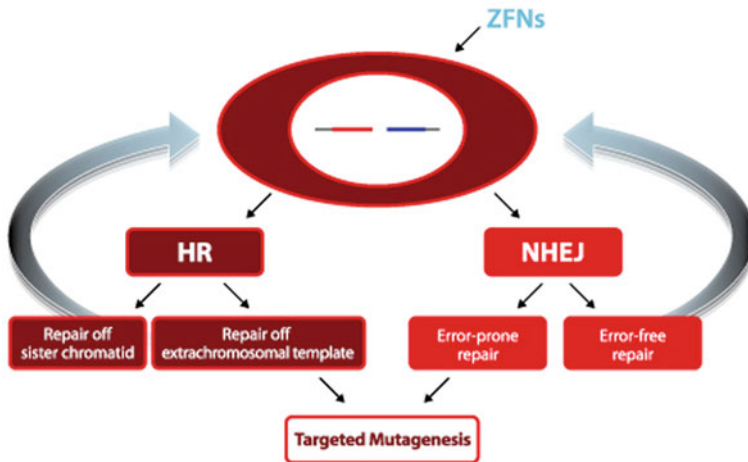 ZFNs
HR
NHEJ
Repair off
sister chromatid
Repair off
extrachromosomal template
Error-prone
repair
Error-free
repair
Targeted Mutagenesis